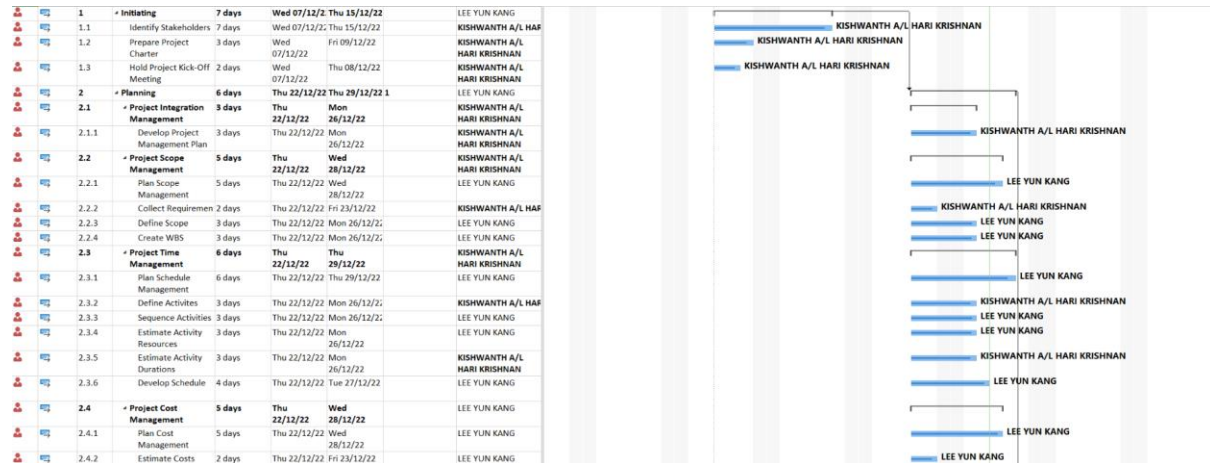 1 Initiating 7 days Wed 07/12/2 Thu 15/12/22 LEE YUN KANG
1.1 Identify Stakeholders 7 days Wed 07/12/22 Thu 15/12/22 KISHWANTH A/L HAR KISHWANTH A/L HARI KRISHNAN
1.2 Prepare Project 3 days Wed Fri 09/12/22 KISHWANTH A/L KISHWANTH A/L HARI KRISHNAN
Charter 07/12/22 HARI KRISHNAN
1.3 Hold Project Kick-Off 2 days Wed Thu 08/12/22 KISHWANTH A/L KISHWANTH A/L HARI KRISHNAN
Meeting 07/12/22 HARI KRISHNAN
2 Planning 6 days Thu 22/12/22 Thu 29/12/22 1 LEE YUN KANG
2.1 Project Integration 3 days Thu Mon KISHWANTH A/L
Management 22/12/22 26/12/22 HARI KRISHNAN
2.1.1 Develop Project 3 days Thu 22/12/22 Mon KISHWANTH A/L KISHWANTH A/L HARI KRISHNAN
Management Plan 26/12/22 HARI KRISHNAN
2.2 Project Scope 5 days Thu Wed KISHWANTH A/L
Management 22/12/22 28/12/22 HARI KRISHNAN
2.2.1 Plan Scope 5 days Thu 22/12/22 Wed LEE YUN KANG LEE YUN KANG
Management 28/12/22
2.2.2 Collect Requiremen 2 days Thu 22/12/22 Fri 23/12/22 KISHWANTH A/L HAR KISHWANTH A/L HARI KRISHNAN
2.2.3 Define Scope 3 days Thu 22/12/22 Mon 26/12/22 LEE YUN KANG LEE YUN KANG
2.2.4 Create WBS 3 days Thu 22/12/22 Mon 26/12/22 LEE YUN KANG LEE YUN KANG
2.3 Project Time 6 days Thu Thu KISHWANTH A/L
Management 22/12/22 29/12/22 HARI KRISHNAN
2.3.1 Plan Schedule 6 days Thu 22/12/22 Thu 29/12/22 LEE YUN KANG LEE YUN KANG
Management
2.3.2 Define Activites 3 days Thu 22/12/22 Mon 26/12/22 KISHWANTH A/L HAR KISHWANTH A/L HARI KRISHNAN
2.3.3 Sequence Activities 3 days Thu 22/12/22 Mon 26/12/22 LEE YUN KANG LEE YUN KANG
2.3.4 Estimate Activity 3 days Thu 22/12/22 Mon LEE YUN KANG LEE YUN KANG
Resources 26/12/22
2.3.5 Estimate Activity 3 days Thu 22/12/22 Mon KISHWANTH A/L KISHWANTH A/L HARI KRISHNAN
Durations 26/12/22 HARI KRISHNAN
2.3.6 Develop Schedule 4 days Thu 22/12/22 Tue 27/12/22 LEE YUN KANG LEE YUN KANG
2.4 Project Cost 5 days Thu Wed LEE YUN KANG
Management 22/12/22 28/12/22
2.4.1 Plan Cost 5 days Thu 22/12/22 Wed LEE YUN KANG LEE YUN KANG
Management 28/12/22
2.4.2 Estimate Costs 2 days Thu 22/12/22 Fri 23/12/22 LEE YUN KANG LEE YUN KANG